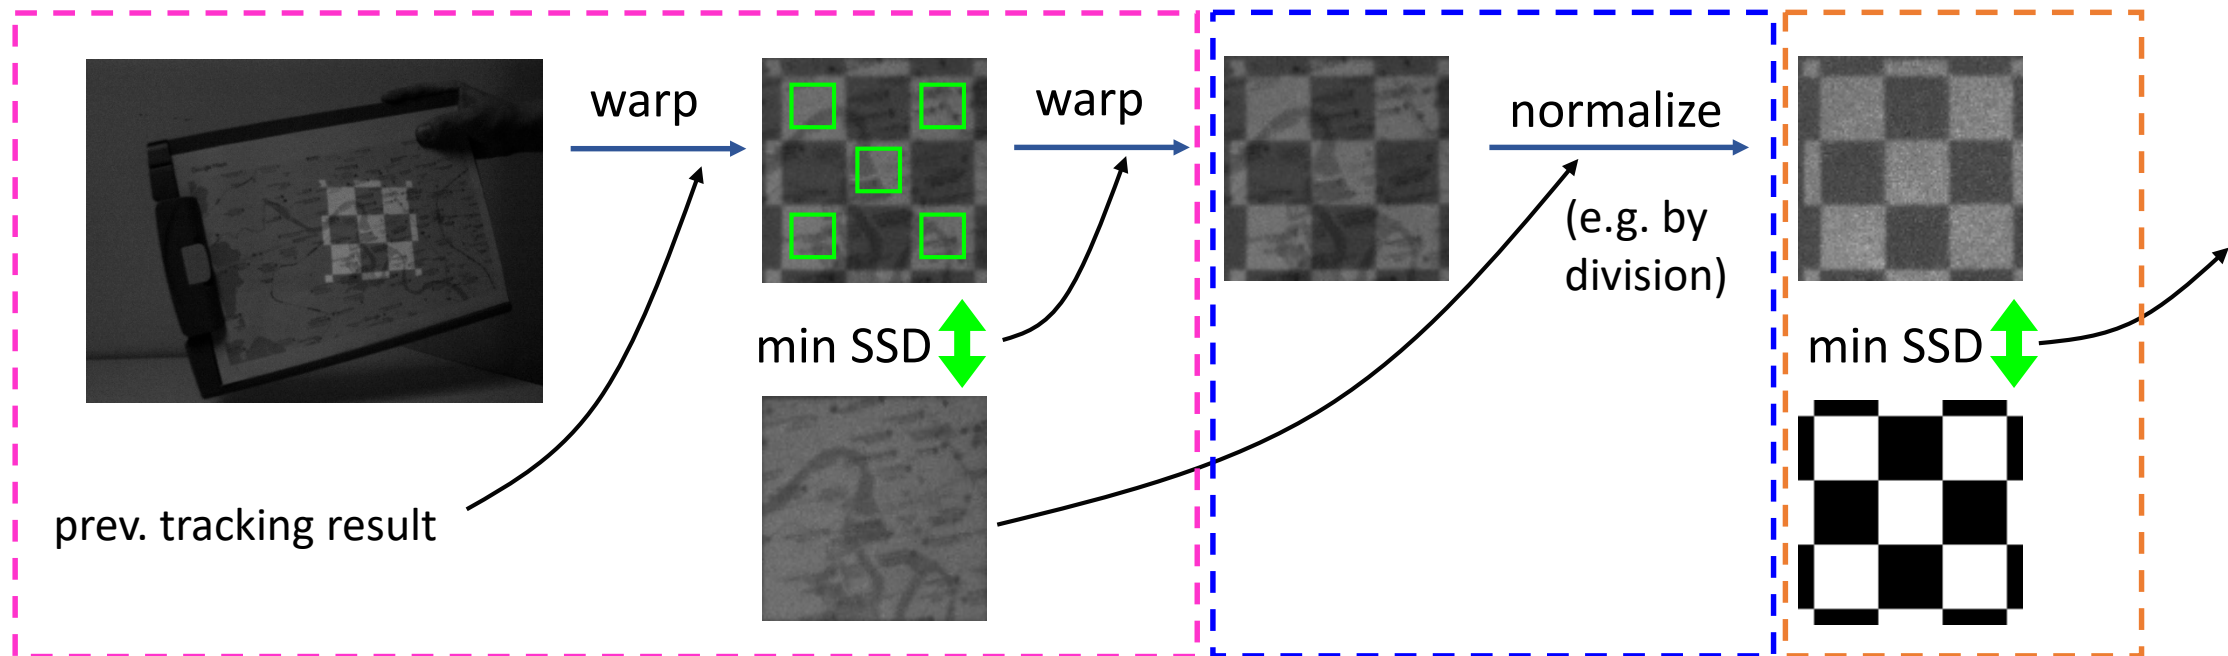 warp
warp
normalize
(e.g. by
division)
min SSD
min SSD
prev. tracking result